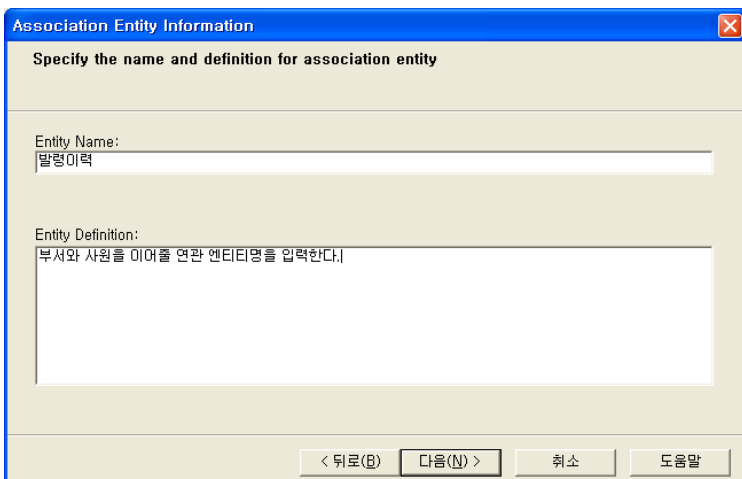 Association Entity Information
Specify the name and definition for association entity
Entity Name:
발령이력
Entity Definition:
부서와 사원을 이어줄 연관 엔티티명을 입력한다.
< 뒤로(B) 다음(N) > 취소 도움말